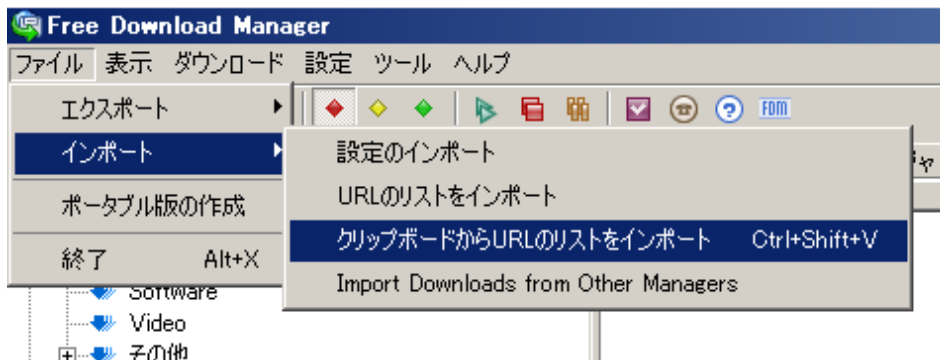 Free Download Manager
ファイル 表示 ダウンロード 設定 ツール ヘルプ
エクスポート
FDM
インポート
設定のインポート
URLのリストをインポート
ポータブル版の作成
クリップボードからURLのリストをインポート Ctrl+Shift+V
終了 Alt+X
Import Downloads from Other Managers
Software
Video
その他